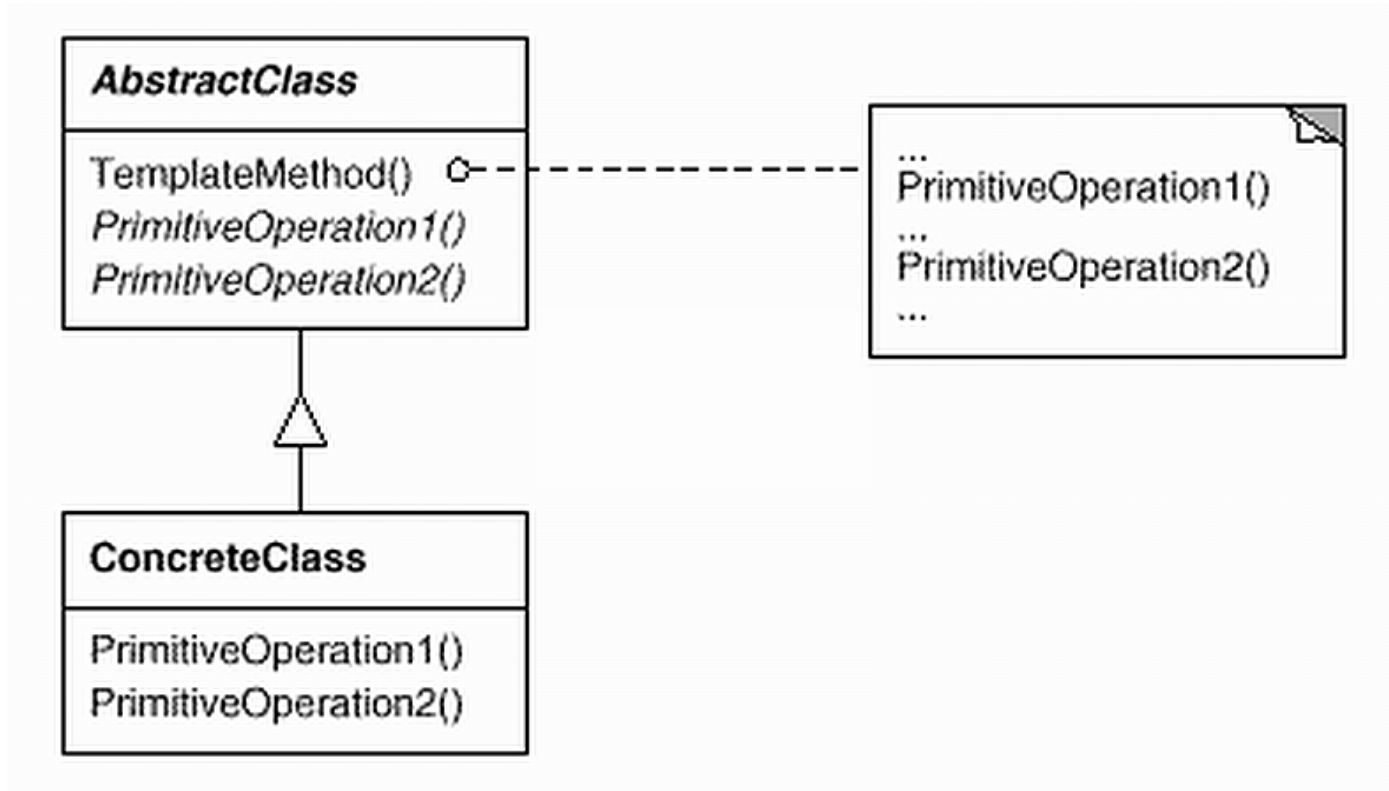 AbstractClass
TemplateMethod()
PrimitiveOperation1()
PrimitiveOperation2()
...
PrimitiveOperation1()
...
PrimitiveOperation2()
...
ConcreteClass
PrimitiveOperation1()
PrimitiveOperation2()